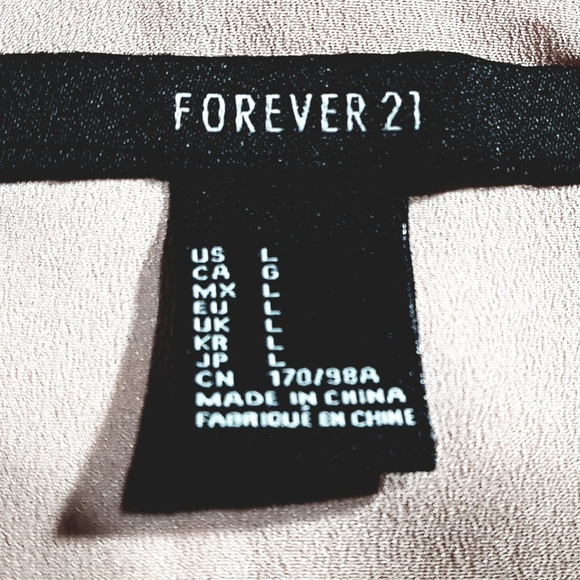 FOREVER 21
US L
CA G
MX L
EU L
UK L
KR L
JP L
CN 170/98A
MADE IN CHINA
FABRIQUÉ EN CHINE